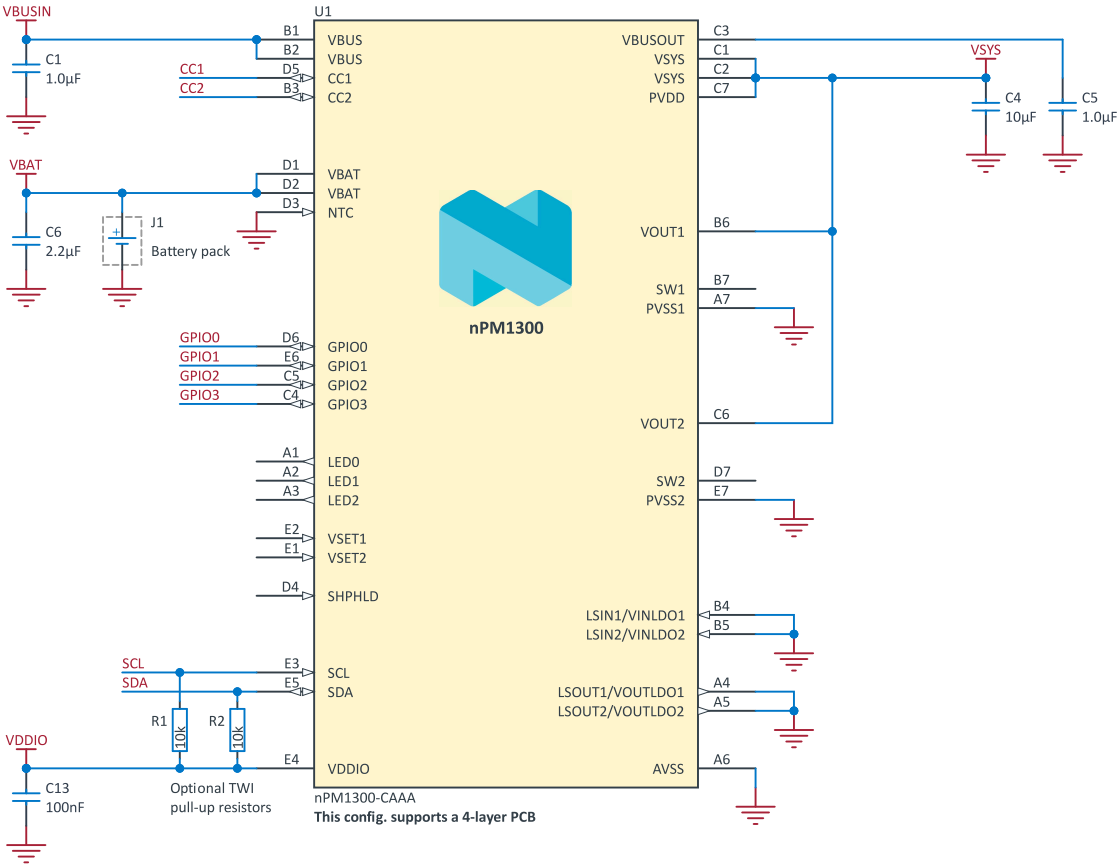 U1
VBUSIN
C1
1.0µF
CC1
CC2
B1
B2
D5
B3
VBUS
VBUS
CC1
CC2
VBAT
C6
2.2µF
J1
+
Battery pack
D1
D2
D3
VBAT
VBAT
NTC
GPIO0
GPIO1
GPIO2
GPIO3
D6
E6
C5
C4
GPIO0
GPIO1
GPIO2
GPIO3
A1
A2
A3
LED0
LED1
LED2
E2
E1
VSET1
VSET2
D4
SHPHLD
SCL
SDA
E3
E5
SCL
SDA
R1
10k
R2
10k
VDDIO
E4
VDDIO
C13
100nF
Optional TWI
pull-up resistors
nPM1300
VBUSOUT
VSYS
VSYS
PVDD
C3
C1
C2
C7
VSYS
C4
10µF
C5
1.0µF
VOUT1
B6
SW1
PVSS1
B7
A7
VOUT2
C6
SW2
PVSS2
D7
E7
LSIN1/VINLDO1
LSIN2/VINLDO2
B4
B5
LSOUT1/VOUTLDO1
LSOUT2/VOUTLDO2
A4
A5
AVSS
A6
nPM1300-CAAA
This config. supports a 4-layer PCB